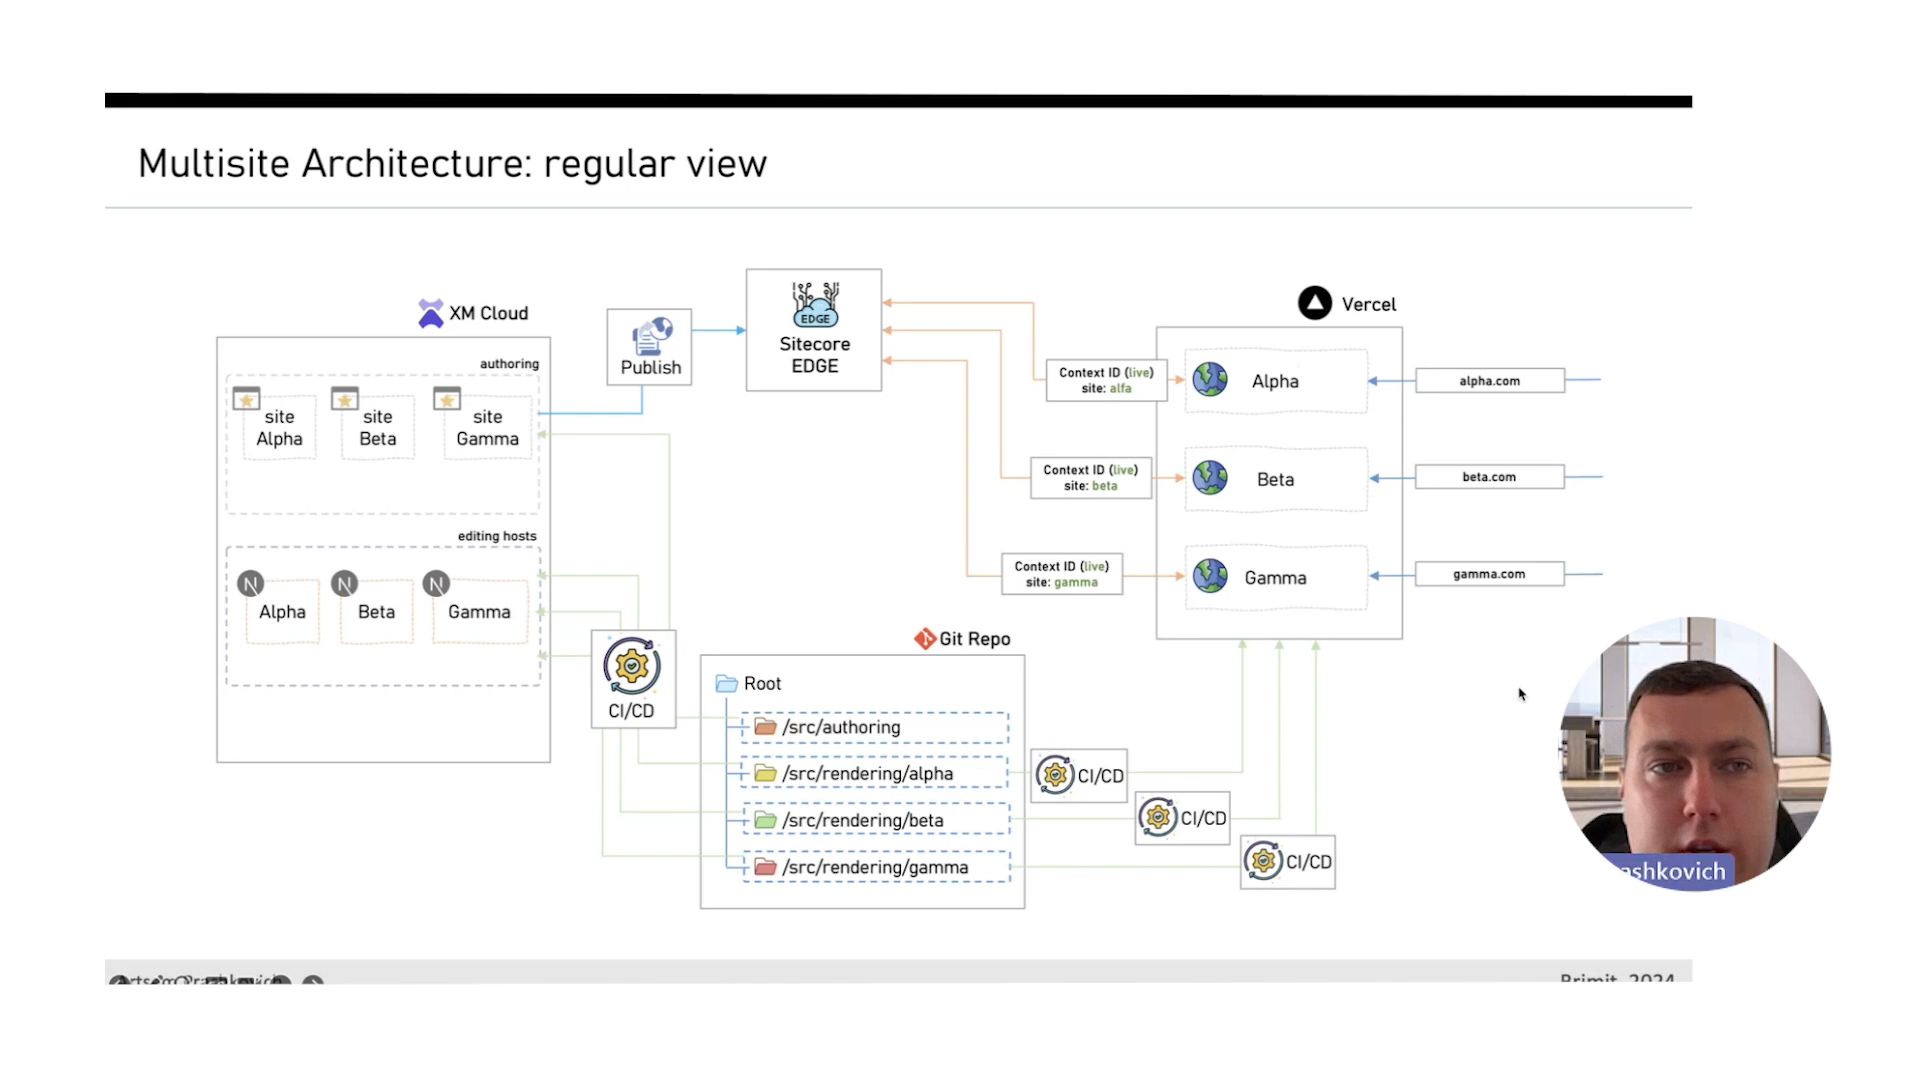 Multisite Architecture: regular view
XM Cloud
authoring
site
Alpha
site
Beta
site
Gamma
editing hosts
N
Alpha
N
Beta
N
Gamma
Publish
EDGE
Sitecore
EDGE
Context ID (live)
site: alfa
Context ID (live)
site: beta
Context ID (live)
site: gamma
Vercel
Alpha
Beta
Gamma
alpha.com
beta.com
gamma.com
CI/CD
Git Repo
Root
/src/authoring
/src/rendering/alpha
/src/rendering/beta
/src/rendering/gamma
CI/CD
CI/CD
CI/CD
ashkovich
Brimit, 2024